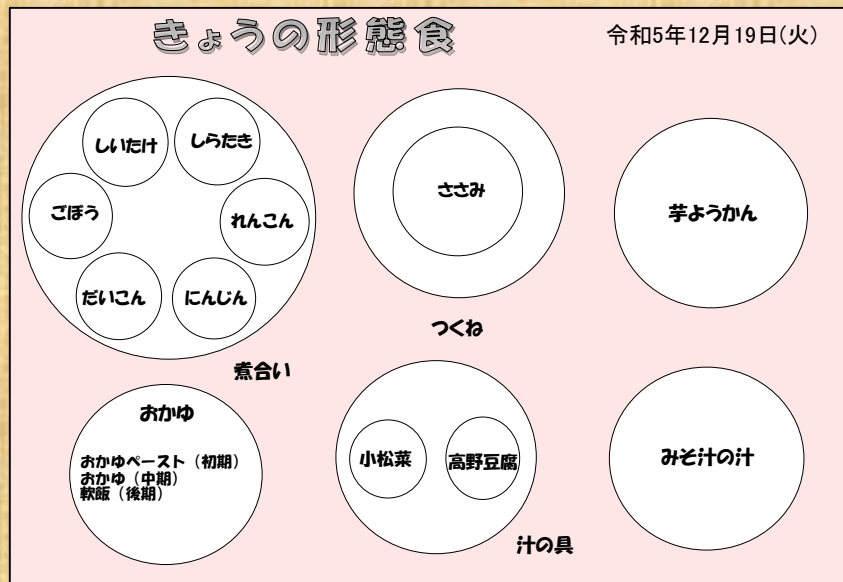 きょうの形態食
令和5年12月19日(火)
しいたけ
しらたき
ごぼう
れんこん
だいこん
にんじん
煮合い
ささみ
つくね
芋ようかん
おかゆ
おかゆペースト（初期）
おかゆ（中期）
軟飯（後期）
小松菜
高野豆腐
汁の具
みそ汁の汁